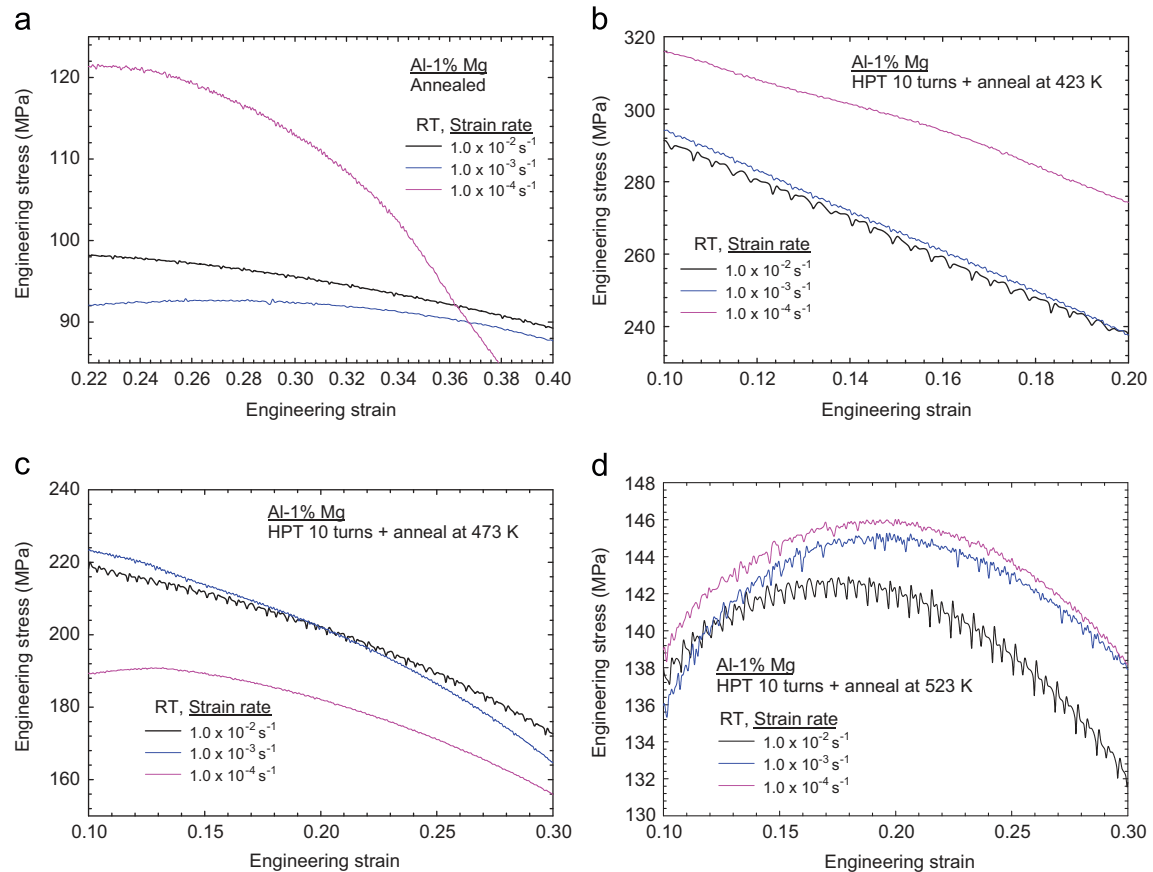 a
Engineering stress (MPa)
120
110
100
90
Al-1% Mg
Annealed
RT, Strain rate
1.0 x 10⁻² s⁻¹
1.0 x 10⁻³ s⁻¹
1.0 x 10⁻⁴ s⁻¹
0.22 0.24 0.26 0.28 0.30 0.32 0.34 0.36 0.38 0.40
Engineering strain
b
Engineering stress (MPa)
320
300
280
260
240
Al-1% Mg
HPT 10 turns + anneal at 423 K
RT, Strain rate
1.0 x 10⁻² s⁻¹
1.0 x 10⁻³ s⁻¹
1.0 x 10⁻⁴ s⁻¹
0.10 0.12 0.14 0.16 0.18 0.20
Engineering strain
c
Engineering stress (MPa)
240
220
200
180
160
Al-1% Mg
HPT 10 turns + anneal at 473 K
RT, Strain rate
1.0 x 10⁻² s⁻¹
1.0 x 10⁻³ s⁻¹
1.0 x 10⁻⁴ s⁻¹
0.10 0.15 0.20 0.25 0.30
Engineering strain
d
Engineering stress (MPa)
148
146
144
142
140
138
136
134
132
130
Al-1% Mg
HPT 10 turns + anneal at 523 K
RT, Strain rate
1.0 x 10⁻² s⁻¹
1.0 x 10⁻³ s⁻¹
1.0 x 10⁻⁴ s⁻¹
0.10 0.15 0.20 0.25 0.30
Engineering strain